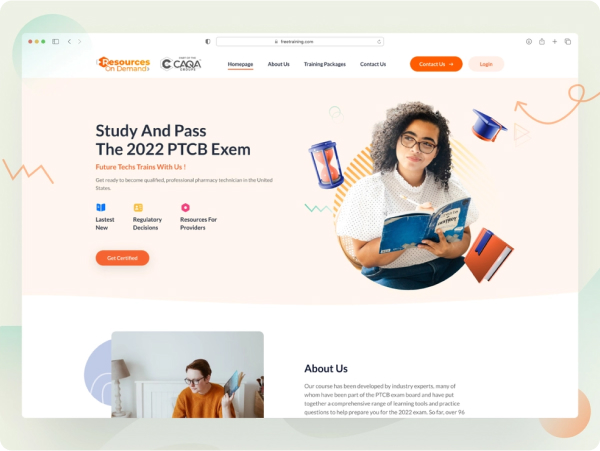 freetraining.com
Resources
On Demand
CAQA
Homepage
About Us
Training Packages
Contact Us
Contact Us →
Login
Study And Pass
The 2022 PTCB Exem
Future Techs Trains With Us !
Get ready to become qualified, professional pharmacy technician in the United
States.
Lastest
New
Reguiatory
Decisions
Resources For
Providers
Get Certified
About Us
Our course has been developed by industry experts, many of
whom have been part of the PTCB exam board and have put
together a comprehensive range of learning tools and practice
questions to help prepare you for the 2022 exam. So far, over 96